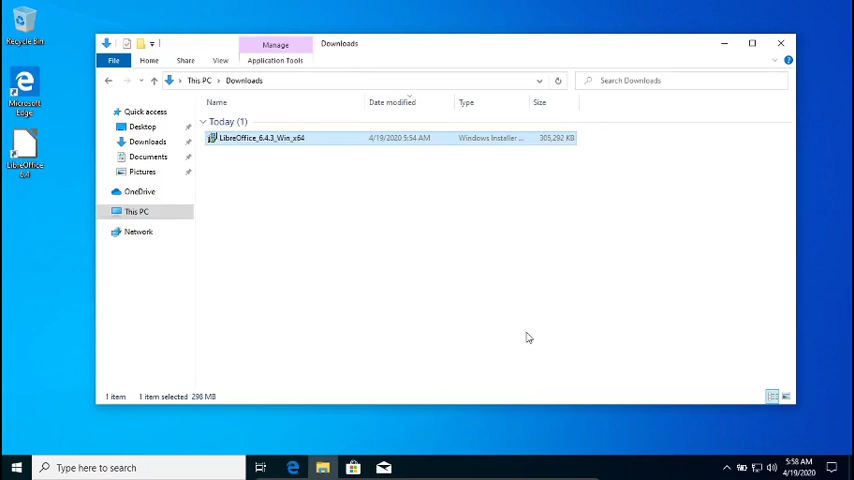 Recycle Bin
Microsoft
Edge
LibreOffice
6.4
Manage
Downloads
File
Home
Share
View
Application Tools
This PC
Downloads
Search Downloads
Name
Date modified
Type
Size
Today (1)
LibreOffice_6.4.3_Win_x64
4/19/2020 5:54 AM
Windows Installer ...
305,292 KB
Quick access
Desktop
Downloads
Documents
Pictures
OneDrive
This PC
Network
1 item
1 item selected
298 MB
Type here to search
5:58 AM
4/19/2020